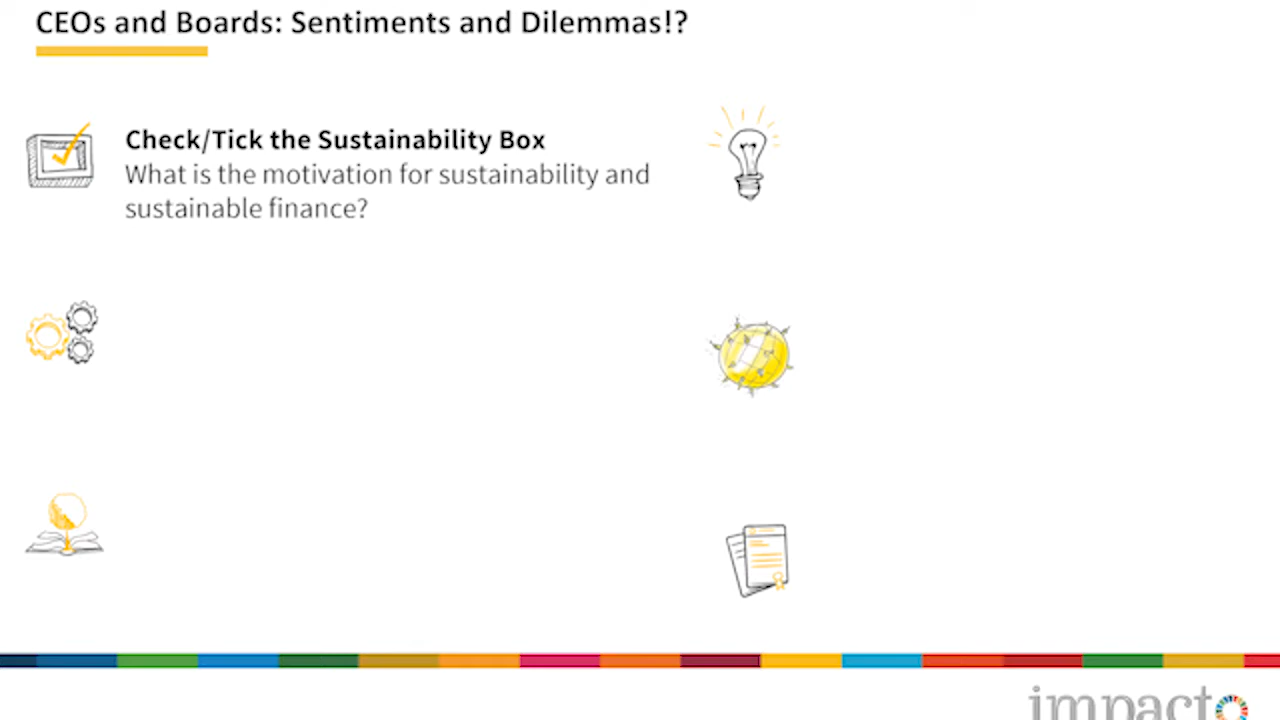 CEOs and Boards: Sentiments and Dilemmas!?
Check/Tick the Sustainability Box
What is the motivation for sustainability and
sustainable finance?
impact